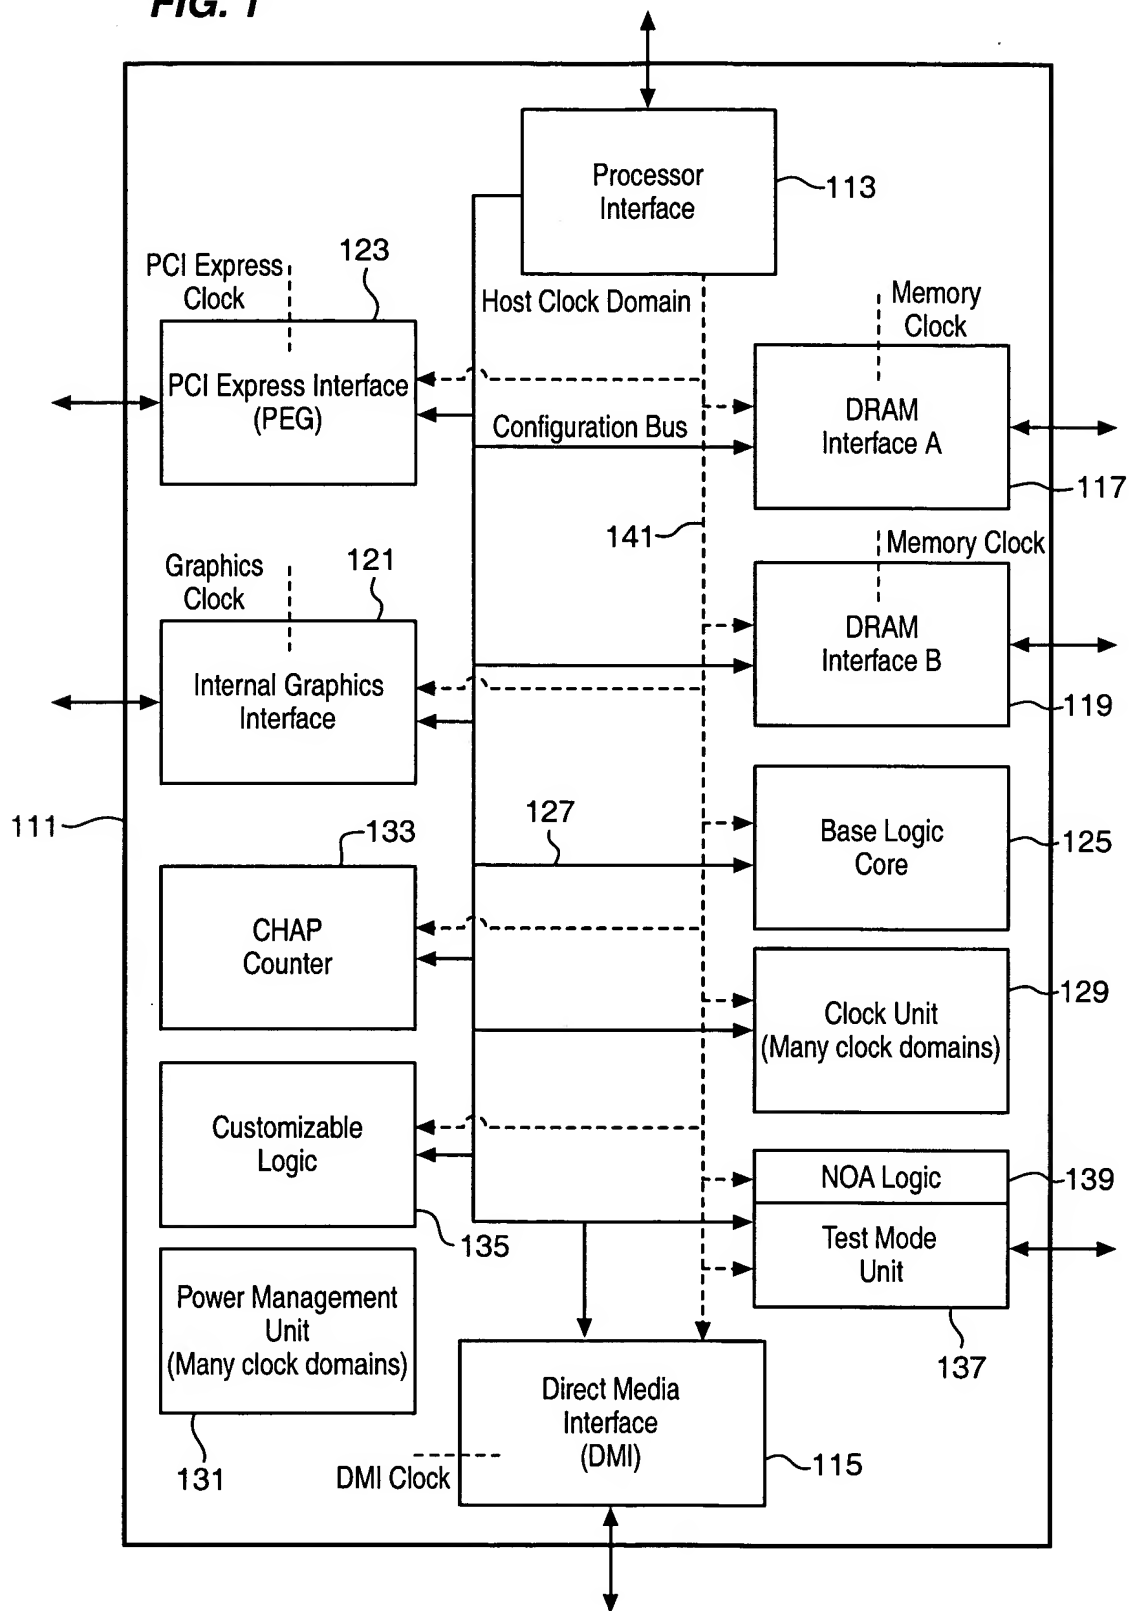 FIG. 1
Processor
Interface
113
PCI Express
Clock
123
Host Clock Domain
Memory
Clock
PCI Express Interface
(PEG)
Configuration Bus
DRAM
Interface A
117
141
Graphics
Clock
121
Memory Clock
Internal Graphics
Interface
DRAM
Interface B
119
111
133
127
Base Logic
Core
125
CHAP
Counter
129
Clock Unit
(Many clock domains)
Customizable
Logic
135
NOA Logic
139
Test Mode
Unit
137
Power Management
Unit
(Many clock domains)
131
Direct Media
Interface
(DMI)
DMI Clock
115